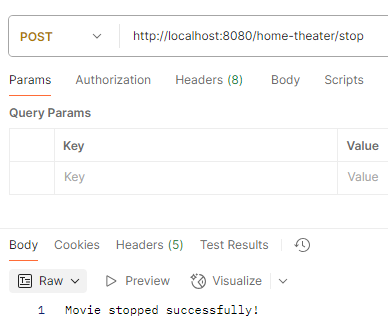 POST http://localhost:8080/home-theater/stop
Params Authorization Headers (8) Body Scripts
Query Params
Key Value
Key Value
Body Cookies Headers (5) Test Results
Raw Preview Visualize
1 Movie stopped successfully!